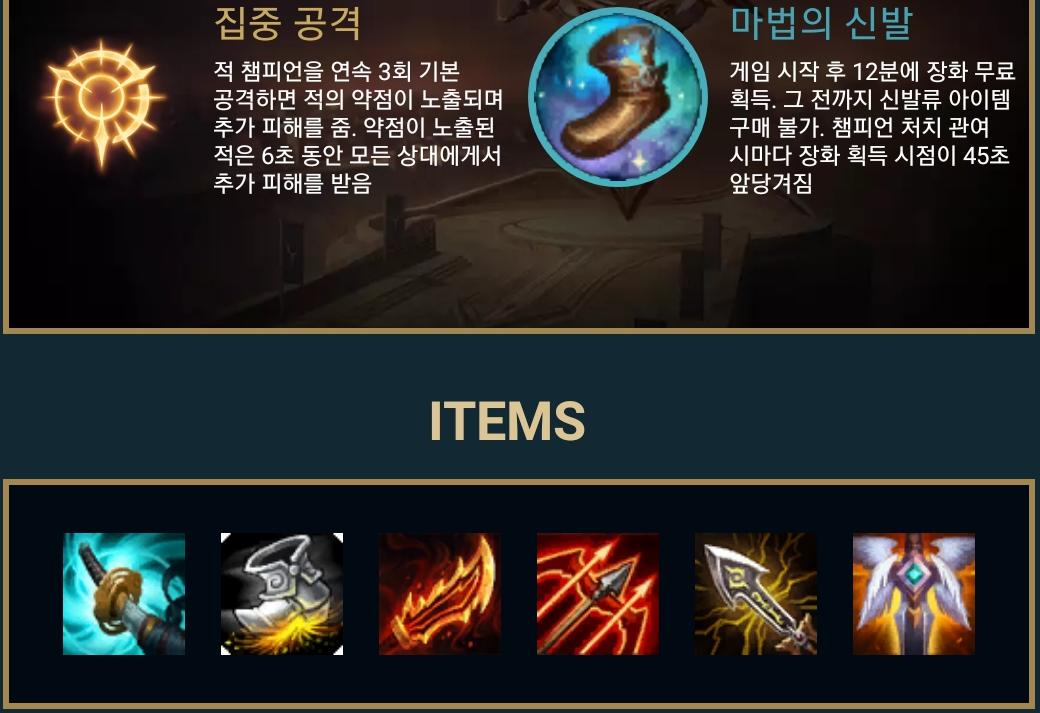 집중 공격
적 챔피언을 연속 3회 기본
공격하면 적의 약점이 노출되며
추가 피해를 줌. 약점이 노출된
적은 6초 동안 모든 상대에게서
추가 피해를 받음
마법의 신발
게임 시작 후 12분에 장화 무료
획득. 그 전까지 신발류 아이템
구매 불가. 챔피언 처치 관여
시마다 장화 획득 시점이 45초
앞당겨짐
ITEMS